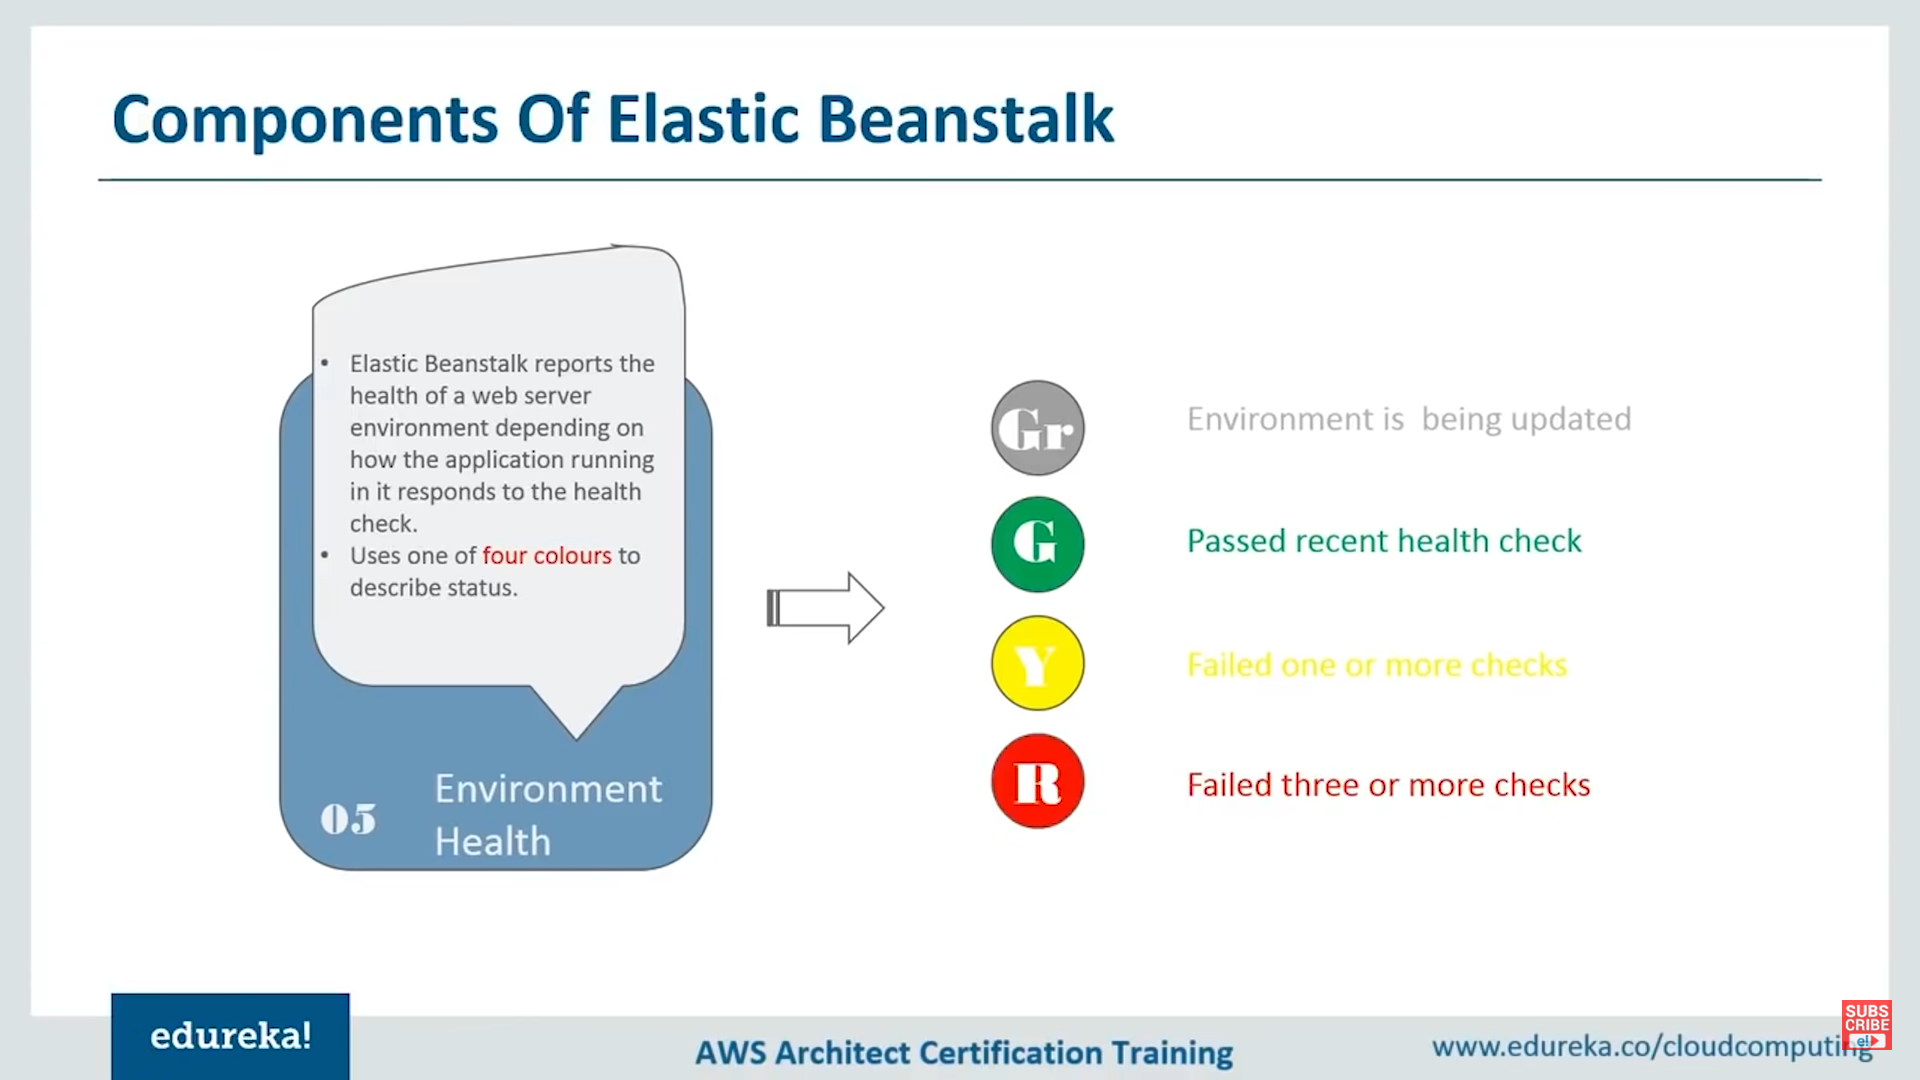 Components Of Elastic Beanstalk
• Elastic Beanstalk reports the
health of a web server
environment depending on
how the application running
in it responds to the health
check.
• Uses one of four colours to
describe status.
05
Environment
Health
Gr
Environment is being updated
G
Passed recent health check
Y
Failed one or more checks
R
Failed three or more checks
edureka!
AWS Architect Certification Training
www.edureka.co/cloudcomputing
SUBS
CRIBE
e!